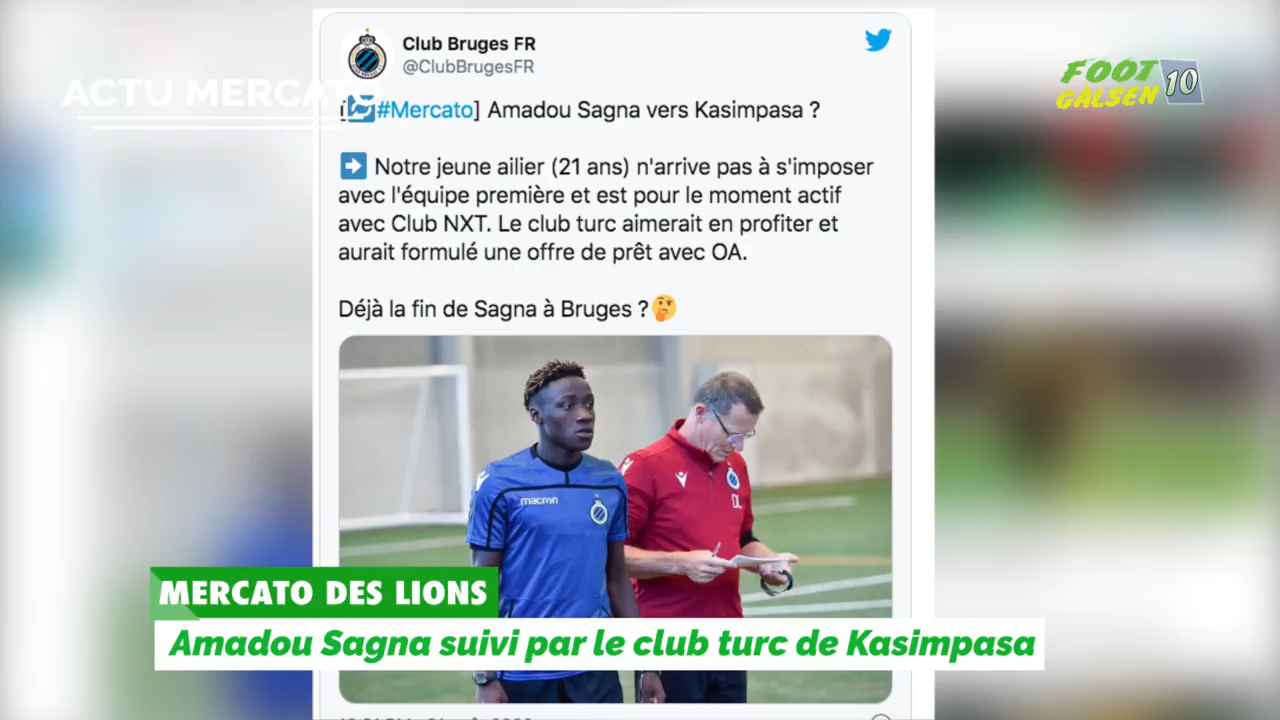 Club Bruges FR
@ClubBrugesFR
ACTU MERCATO
FOOT
GALSEN 10
[#Mercato] Amadou Sagna vers Kasimpasa ?
Notre jeune ailier (21 ans) n'arrive pas à s'imposer
avec l'équipe première et est pour le moment actif
avec Club NXT. Le club turc aimerait en profiter et
aurait formulé une offre de prêt avec OA.
Déjà la fin de Sagna à Bruges ?
macron
DL
MERCATO DES LIONS
Amadou Sagna suivi par le club turc de Kasimpasa